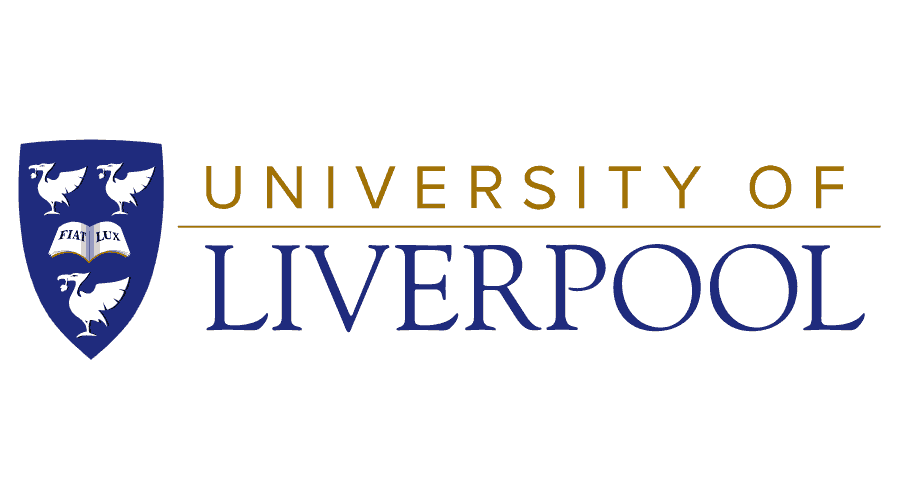 FIAT LUX
UNIVERSITY OF
LIVERPOOL